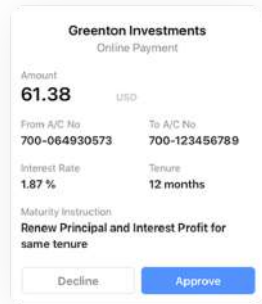 Greenton Investments
Online Payment
Amount
61.38 USD
From A/C No To A/C No
700-064930573 700-123456789
Interest Rate Tenure
1.87 % 12 months
Maturity Instruction
Renew Principal and Interest Profit for
same tenure
Decline Approve